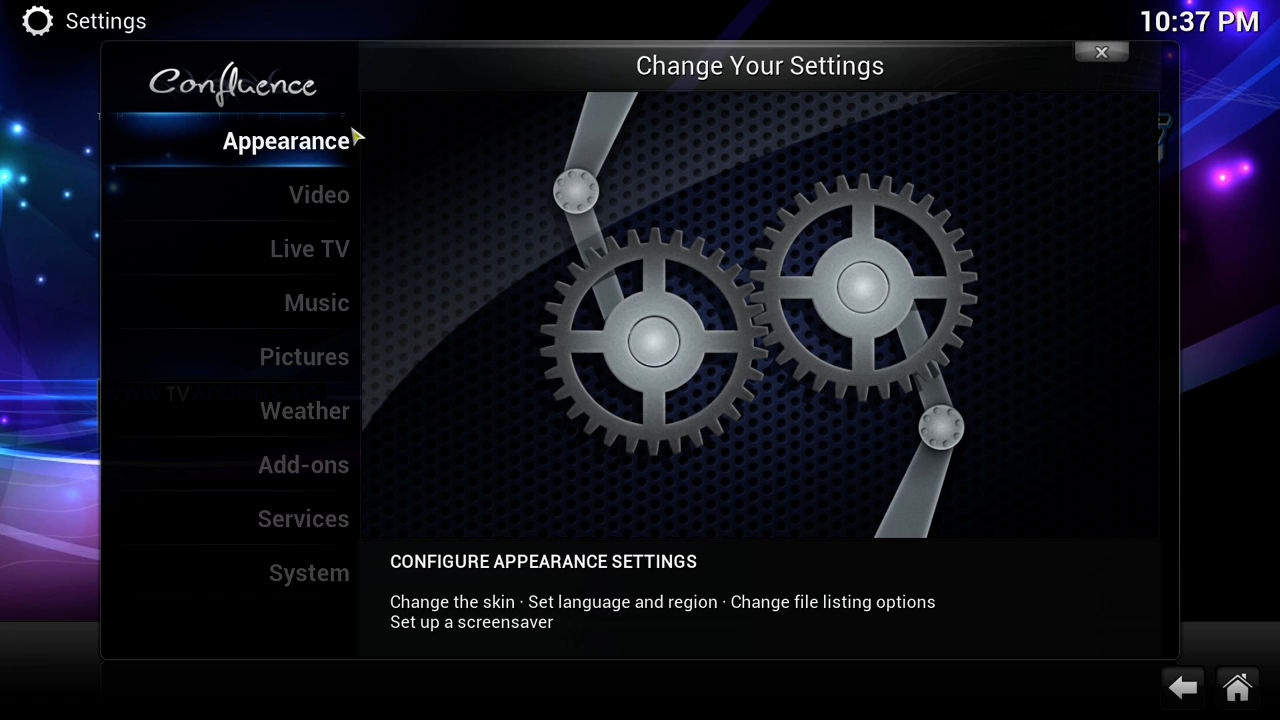 Settings
10:37 PM
Confluence
Change Your Settings
Appearance
Video
Live TV
Music
Pictures
Weather
Add-ons
Services
System
CONFIGURE APPEARANCE SETTINGS
Change the skin · Set language and region · Change file listing options
Set up a screensaver